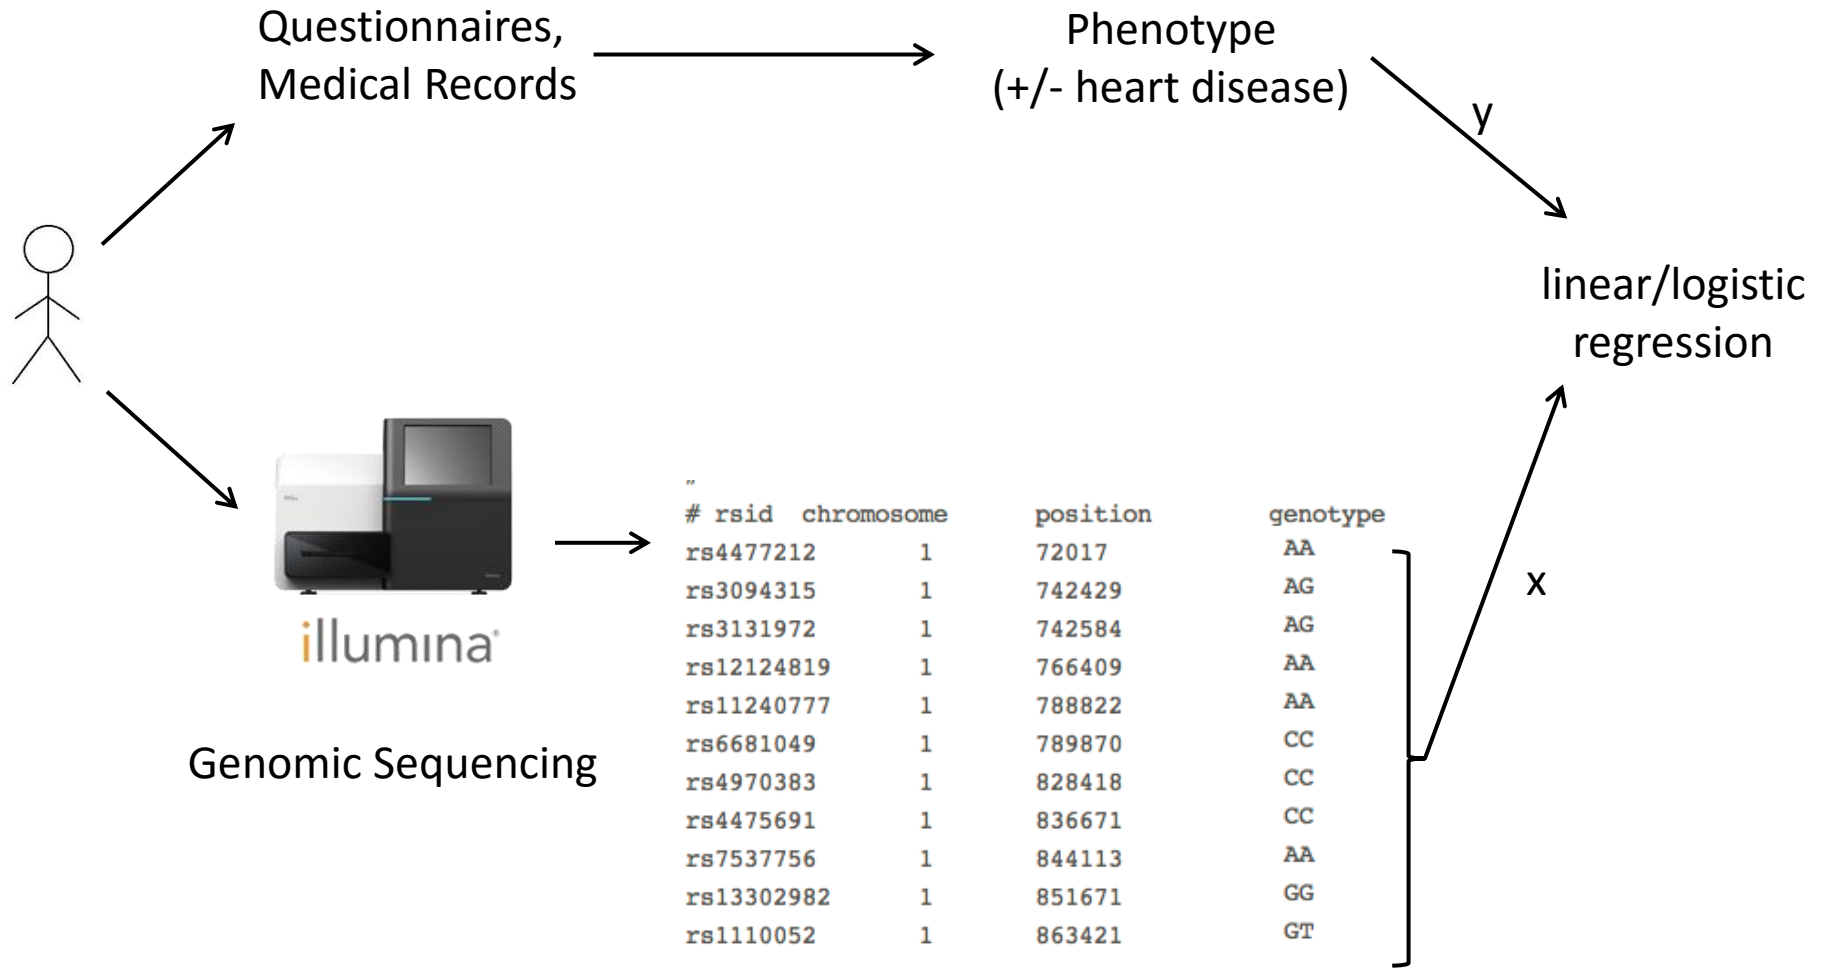 Questionnaires,
Medical Records
Phenotype
(+/- heart disease)
y
linear/logistic
regression
illumina®
Genomic Sequencing
"
# rsid chromosome position genotype
rs4477212 1 72017 AA
rs3094315 1 742429 AG
rs3131972 1 742584 AG
rs12124819 1 766409 AA
rs11240777 1 788822 AA
rs6681049 1 789870 CC
rs4970383 1 828418 CC
rs4475691 1 836671 CC
rs7537756 1 844113 AA
rs13302982 1 851671 GG
rs1110052 1 863421 GT
x